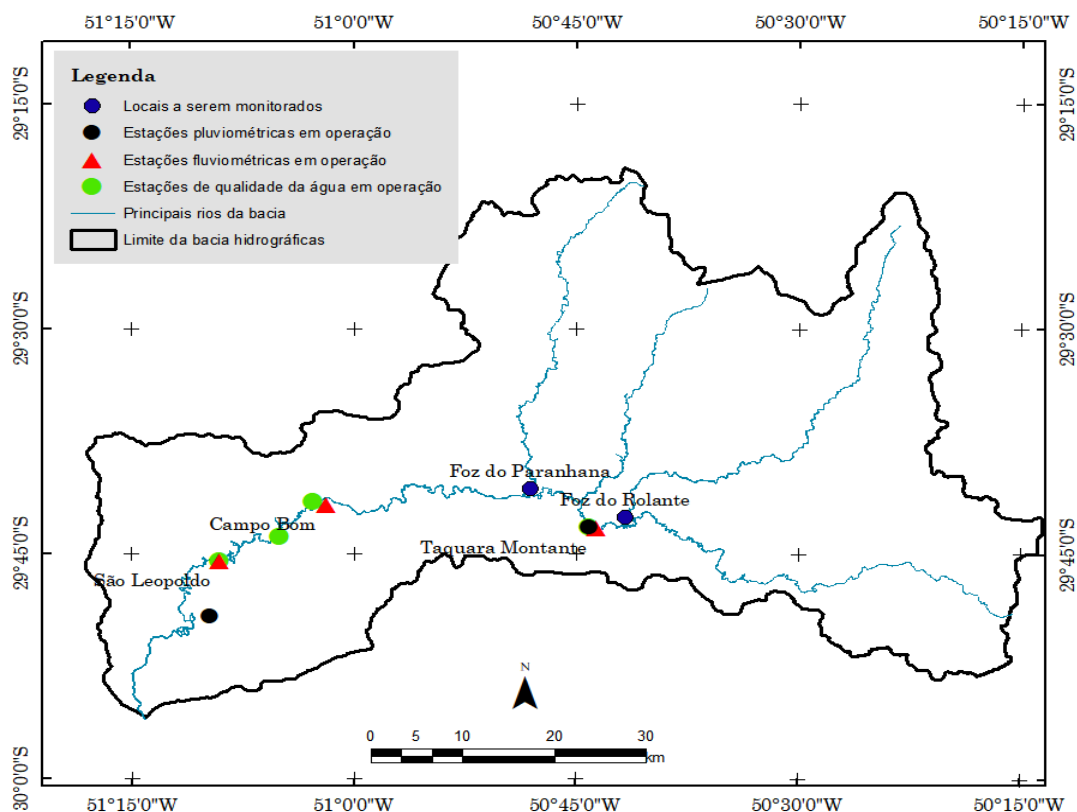 51°15'0"W 51°0'0"W 50°45'0"W 50°30'0"W 50°15'0"W
Legenda
Locais a serem monitorados
Estações pluviométricas em operação
Estações fluviométricas em operação
Estações de qualidade da água em operação
Principais rios da bacia
Limite da bacia hidrográficas
29°15'0"S 29°15'0"S
29°30'0"S 29°30'0"S
Foz do Paranhana
Foz do Rolante
Campo Bom
Taquara Montante
29°45'0"S 29°45'0"S
São Leopoldo
N
0 5 10 20 30
km
30°0'0"S 30°0'0"S
51°15'0"W 51°0'0"W 50°45'0"W 50°30'0"W 50°15'0"W